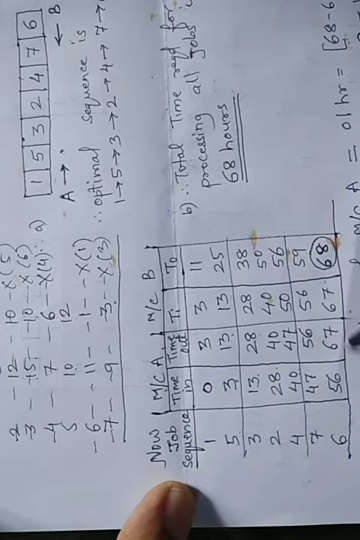 2 - 12 - 10 - X(5)
3 - 15 - 10 - X(6)
4 - 7 - 6 - X(4) ∴ a)
5 10 12
- 6 - 11 - 1 - X(1)
- 7 - 9 - 3 - X(3)
1 5 3 2 4 7 6
A → ← B
∴ optimal sequence is
1→5→3→2→4→7→
Now
Job Sequence M/C A M/C B
Time in Time out Ti To
1 0 3 3 11
5 3 13 13 25
3 13 28 28 38
2 28 40 40 50
4 40 47 50 56
7 47 56 56 59
6 56 67 67 68
b) ∴ Total Time reqd for
processing all Jobs
68 hours
M/C A = 01 hr = [68-6